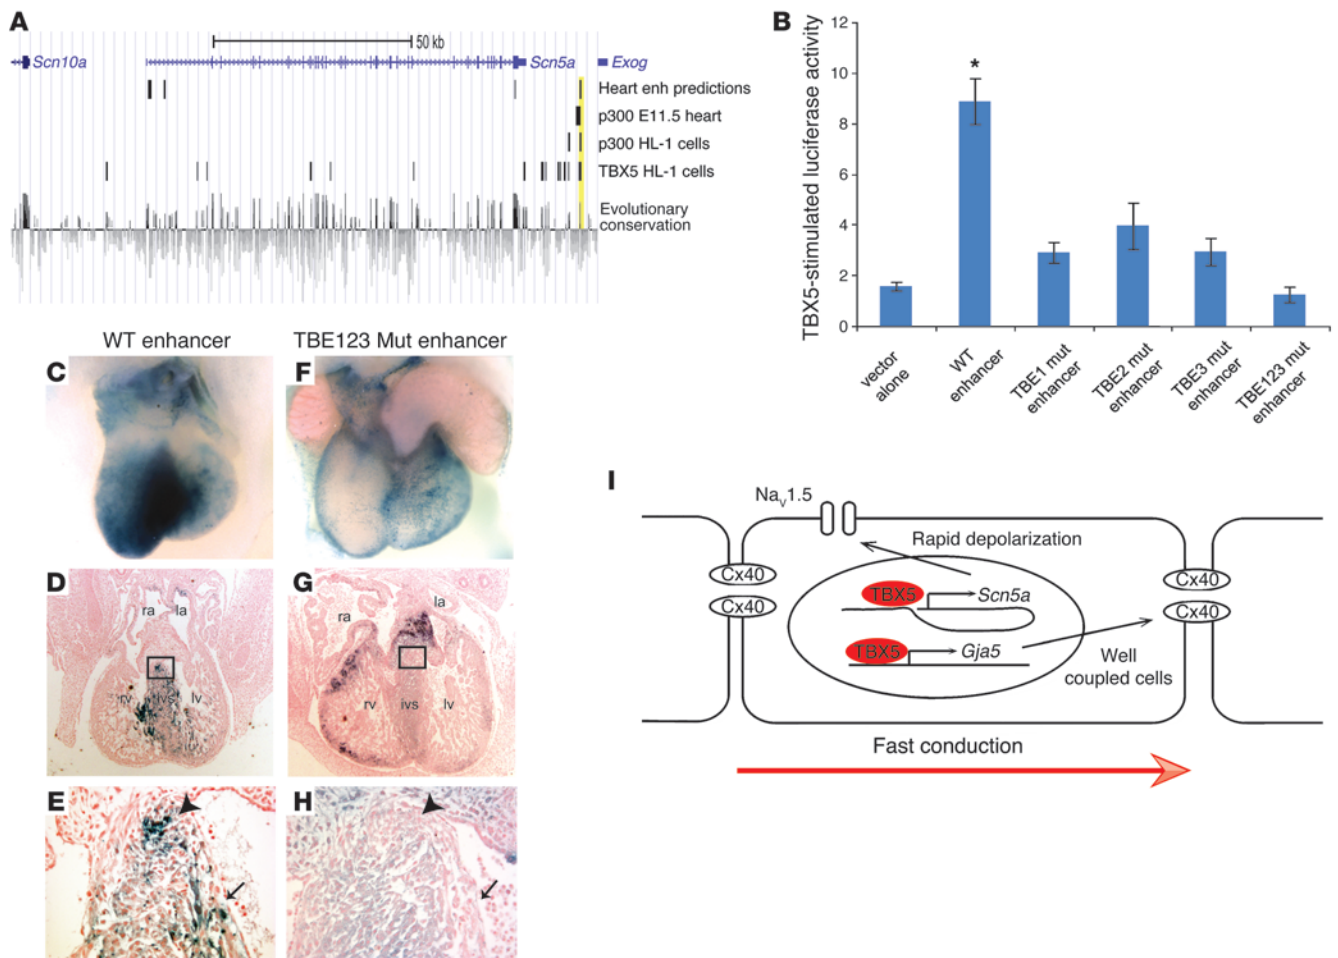 A
50 kb
Scn10a
Scn5a
Exog
Heart enh predictions
p300 E11.5 heart
p300 HL-1 cells
TBX5 HL-1 cells
Evolutionary
conservation
B
TBX5-stimulated luciferase activity
12
10
8
6
4
2
0
*
vector
alone
WT
enhancer
TBE1 mut
enhancer
TBE2 mut
enhancer
TBE3 mut
enhancer
TBE123 mut
enhancer
WT enhancer
TBE123 Mut enhancer
C
F
D
ra
la
rv
ivs
lv
G
ra
la
rv
ivs
lv
E
H
I
NaV1.5
Rapid depolarization
Cx40
Cx40
Cx40
Cx40
TBX5
Scn5a
TBX5
Gja5
Well
coupled cells
Fast conduction